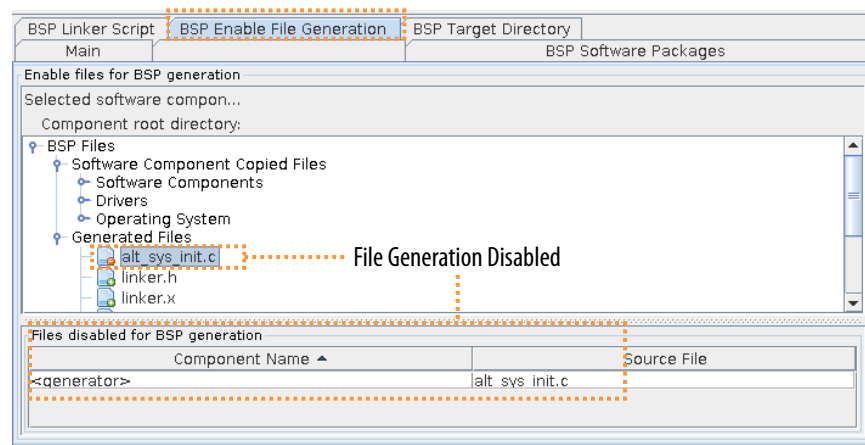 BSP Linker Script BSP Enable File Generation BSP Target Directory
Main BSP Software Packages
Enable files for BSP generation
Selected software compon...
Component root directory:
BSP Files
Software Component Copied Files
Software Components
Drivers
Operating System
Generated Files
alt_sys_init.c File Generation Disabled
linker.h
linker.x
Files disabled for BSP generation
Component Name Source File
<generator> alt_sys_init.c